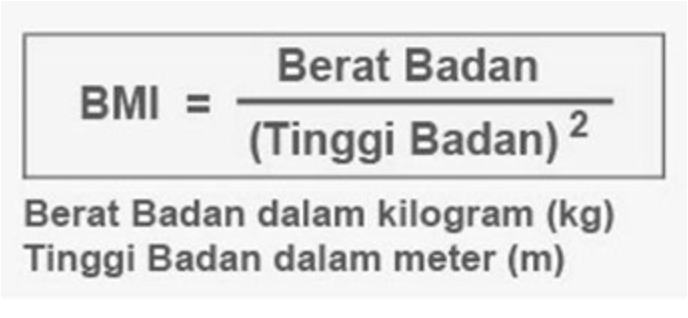 BMI = Berat Badan
(Tinggi Badan) 2
Berat Badan dalam kilogram (kg)
Tinggi Badan dalam meter (m)